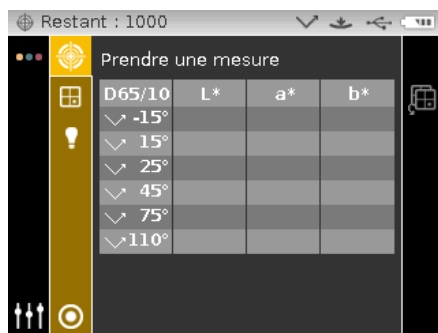 Restant : 1000
Prendre une mesure
D65/10 L* a* b*
-15°
15°
25°
45°
75°
110°